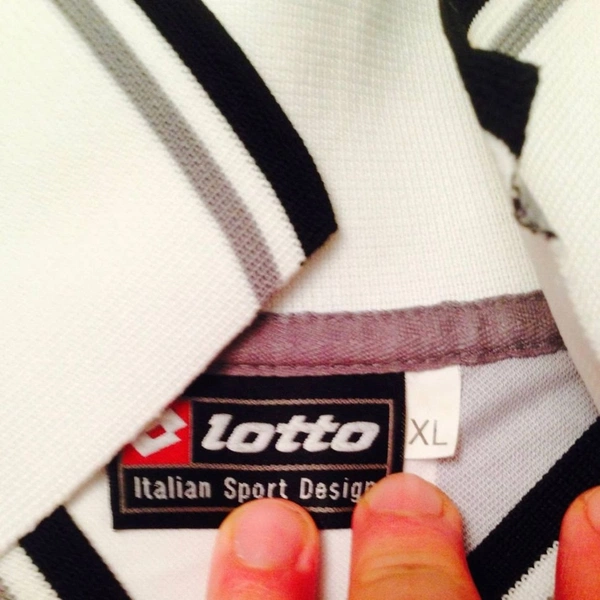 lotto
XL
Italian Sport Design